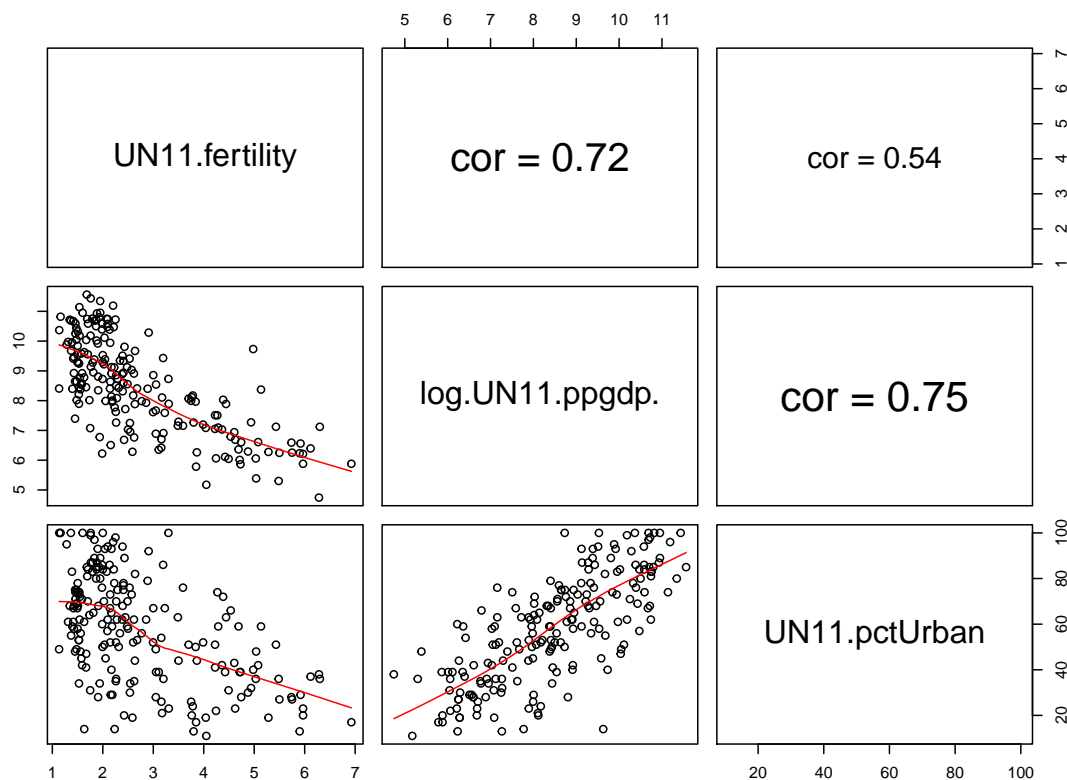 5 6 7 8 9 10 11
UN11.fertility
cor = 0.72
cor = 0.54
1 2 3 4 5 6 7
5 6 7 8 9 10
log.UN11.ppgdp.
cor = 0.75
UN11.pctUrban
20 40 60 80 100
1 2 3 4 5 6 7
20 40 60 80 100